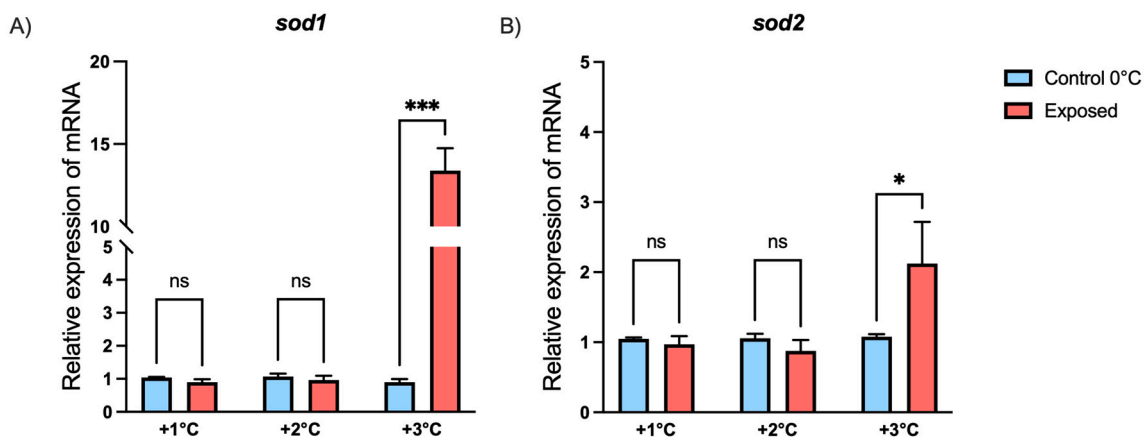 A)
sod1
Relative expression of mRNA
20
15
10
5
4
3
2
1
0
ns
ns
***
+1°C
+2°C
+3°C
B)
sod2
Relative expression of mRNA
5
4
3
2
1
0
ns
ns
*
+1°C
+2°C
+3°C
Control 0°C
Exposed